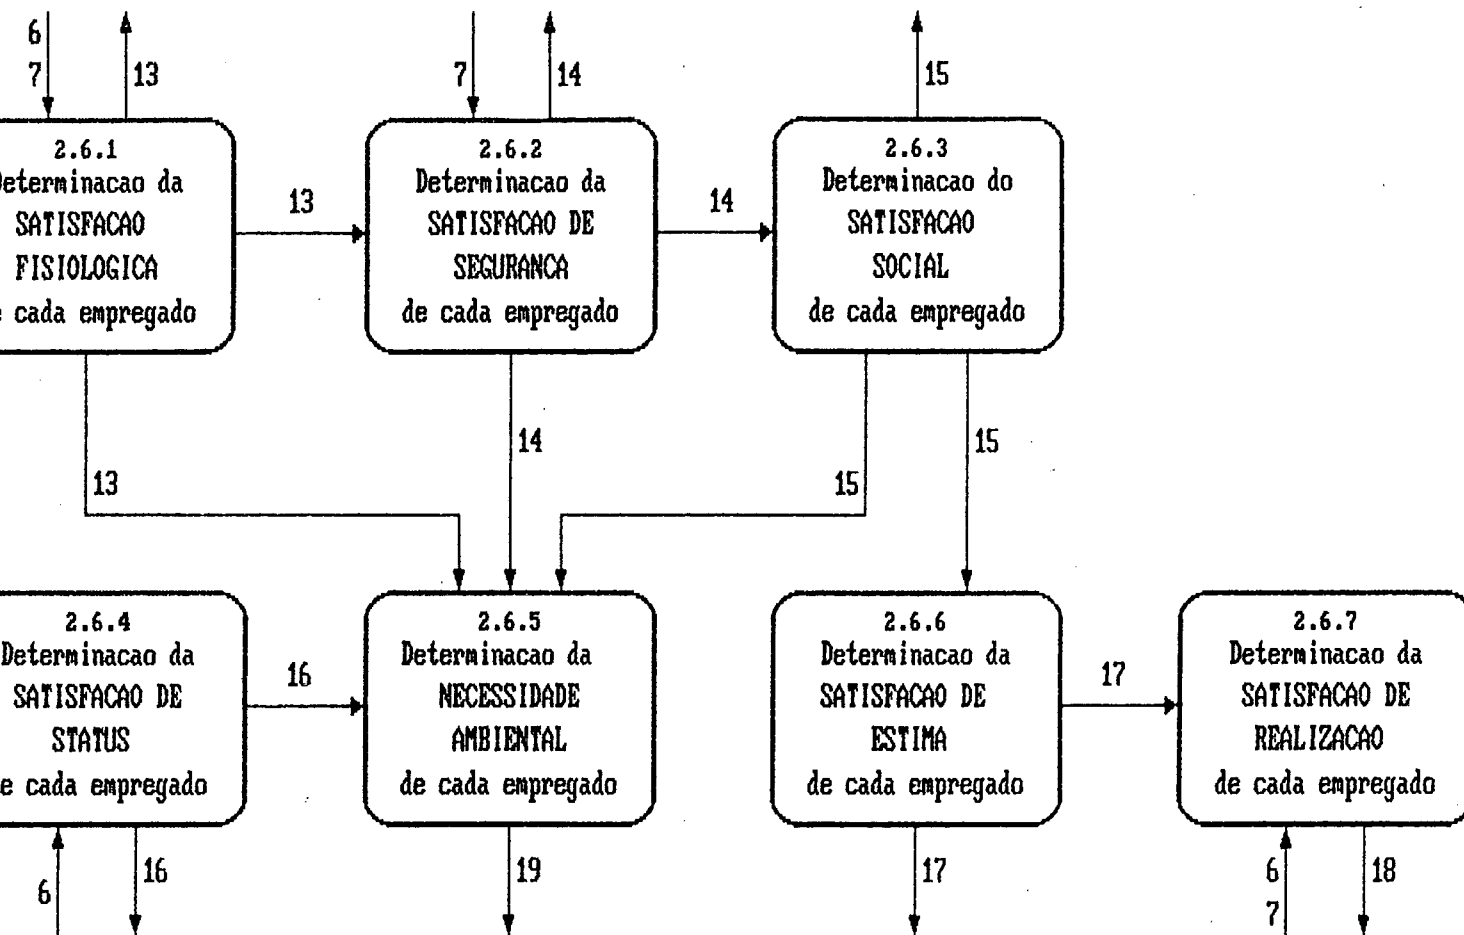 6
7
13
7
14
15
2.6.1
Determinacao da
SATISFACAO
FISIOLOGICA
cada empregado
13
2.6.2
Determinacao da
SATISFACAO DE
SEGURANCA
de cada empregado
14
2.6.3
Determinacao do
SATISFACAO
SOCIAL
de cada empregado
13
14
15
15
2.6.4
Determinacao da
SATISFACAO DE
STATUS
e cada empregado
16
2.6.5
Determinacao da
NECESSIDADE
AMBIENTAL
de cada empregado
2.6.6
Determinacao da
SATISFACAO DE
ESTIMA
de cada empregado
17
2.6.7
Determinacao da
SATISFACAO DE
REALIZACAO
de cada empregado
6
16
19
17
6
7
18